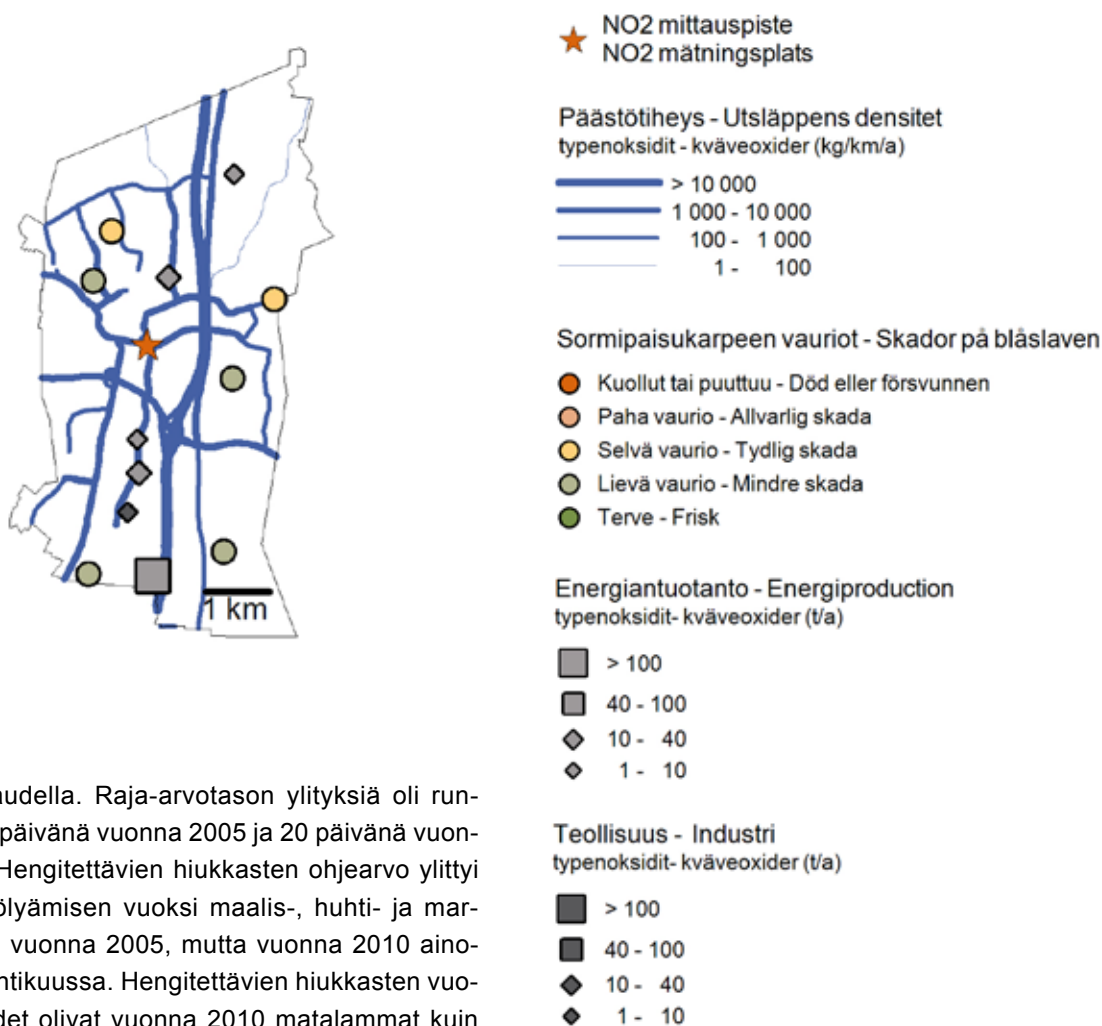 1 km
audella. Raja-arvotason ylityksiä oli run-
päivänä vuonna 2005 ja 20 päivänä vuon-
Hengitettävien hiukkasten ohjearvo ylittyi
ölyämisen vuoksi maalis-, huhti- ja mar-
vuonna 2005, mutta vuonna 2010 aino-
ntikuussa. Hengitettävien hiukkasten vuo-
det olivat vuonna 2010 matalammat kuin
NO2 mittauspiste
NO2 mätningsplats
Päästötiheys - Utsläppens densitet
typenoksidit - kväveoxider (kg/km/a)
> 10 000
1 000 - 10 000
100 - 1 000
1 - 100
Sormipaisukarpeen vauriot - Skador på blåslaven
Kuollut tai puuttuu - Död eller försvunnen
Paha vaurio - Allvarlig skada
Selvä vaurio - Tydlig skada
Lievä vaurio - Mindre skada
Terve - Frisk
Energiantuotanto - Energiproduction
typenoksidit- kväveoxider (t/a)
> 100
40 - 100
10 - 40
1 - 10
Teollisuus - Industri
typenoksidit- kväveoxider (t/a)
> 100
40 - 100
10 - 40
1 - 10